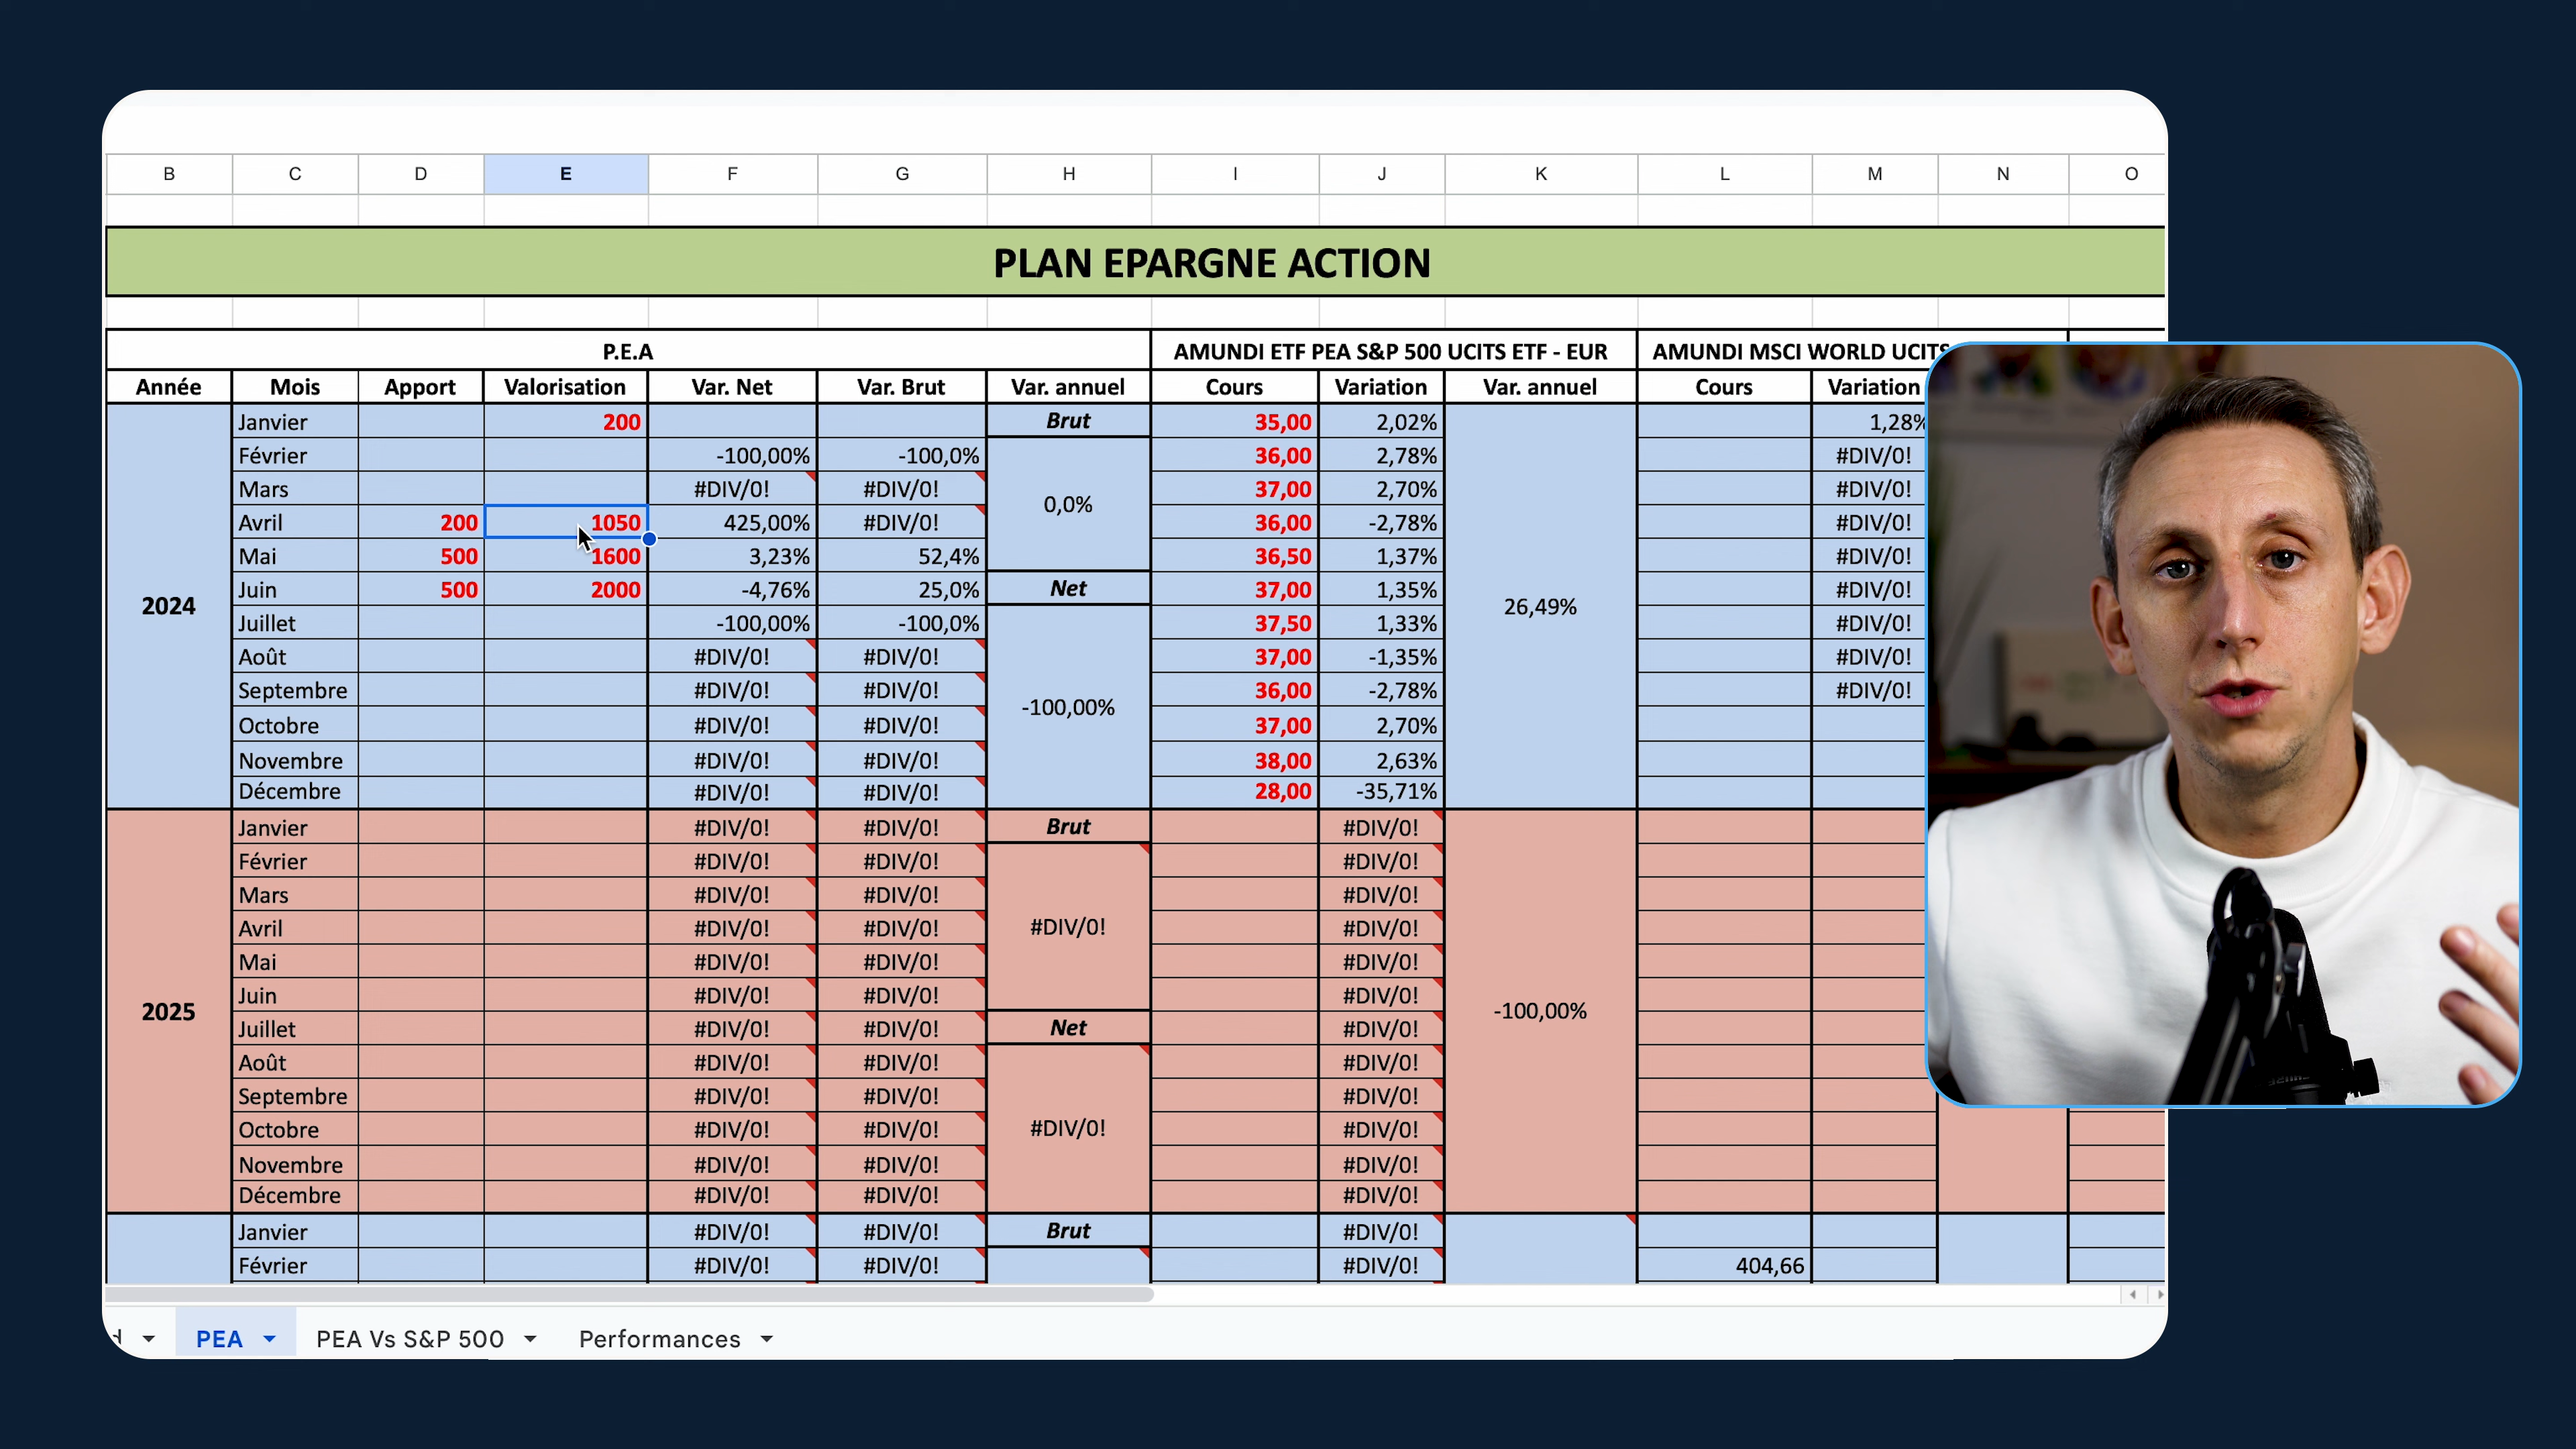 B C D E F G H I J K L M N O
PLAN EPARGNE ACTION
P.E.A AMUNDI ETF PEA S&P 500 UCITS ETF - EUR AMUNDI MSCI WORLD UCITS
Année Mois Apport Valorisation Var. Net Var. Brut Var. annuel Cours Variation Var. annuel Cours Variation
Janvier 200 Brut 35,00 2,02% 1,28%
Février -100,00% -100,0% 36,00 2,78% #DIV/0!
Mars #DIV/0! #DIV/0! 0,0% 37,00 2,70% #DIV/0!
Avril 200 1050 425,00% #DIV/0! 36,00 -2,78% #DIV/0!
Mai 500 1600 3,23% 52,4% 36,50 1,37% #DIV/0!
Juin 500 2000 -4,76% 25,0% Net 37,00 1,35% #DIV/0!
2024 26,49%
Juillet -100,00% -100,0% 37,50 1,33% #DIV/0!
Août #DIV/0! #DIV/0! 37,00 -1,35% #DIV/0!
Septembre #DIV/0! #DIV/0! -100,00% 36,00 -2,78% #DIV/0!
Octobre #DIV/0! #DIV/0! 37,00 2,70%
Novembre #DIV/0! #DIV/0! 38,00 2,63%
Décembre #DIV/0! #DIV/0! 28,00 -35,71%
Janvier #DIV/0! #DIV/0! Brut #DIV/0!
Février #DIV/0! #DIV/0! #DIV/0!
Mars #DIV/0! #DIV/0! #DIV/0!
Avril #DIV/0! #DIV/0! #DIV/0! #DIV/0!
Mai #DIV/0! #DIV/0! #DIV/0!
Juin #DIV/0! #DIV/0! #DIV/0!
2025 -100,00%
Juillet #DIV/0! #DIV/0! Net #DIV/0!
Août #DIV/0! #DIV/0! #DIV/0!
Septembre #DIV/0! #DIV/0! #DIV/0!
Octobre #DIV/0! #DIV/0! #DIV/0! #DIV/0!
Novembre #DIV/0! #DIV/0! #DIV/0!
Décembre #DIV/0! #DIV/0! #DIV/0!
Janvier #DIV/0! #DIV/0! Brut #DIV/0!
Février #DIV/0! #DIV/0! #DIV/0! 404,66
PEA PEA Vs S&P 500 Performances